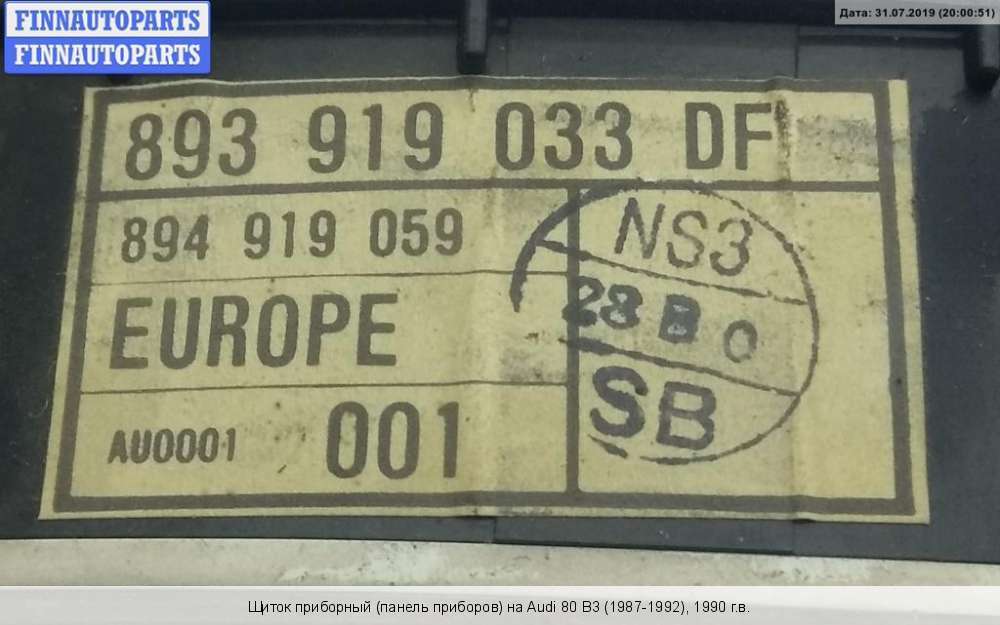 FINNAUTOPARTS
FINNAUTOPARTS
Дата: 31.07.2019 (20:00:51)
893 919 033 DF
894 919 059
EUROPE
AU0001 001
NS3
28 B 0
SB
Щиток приборный (панель приборов) на Audi 80 B3 (1987-1992), 1990 г.в.